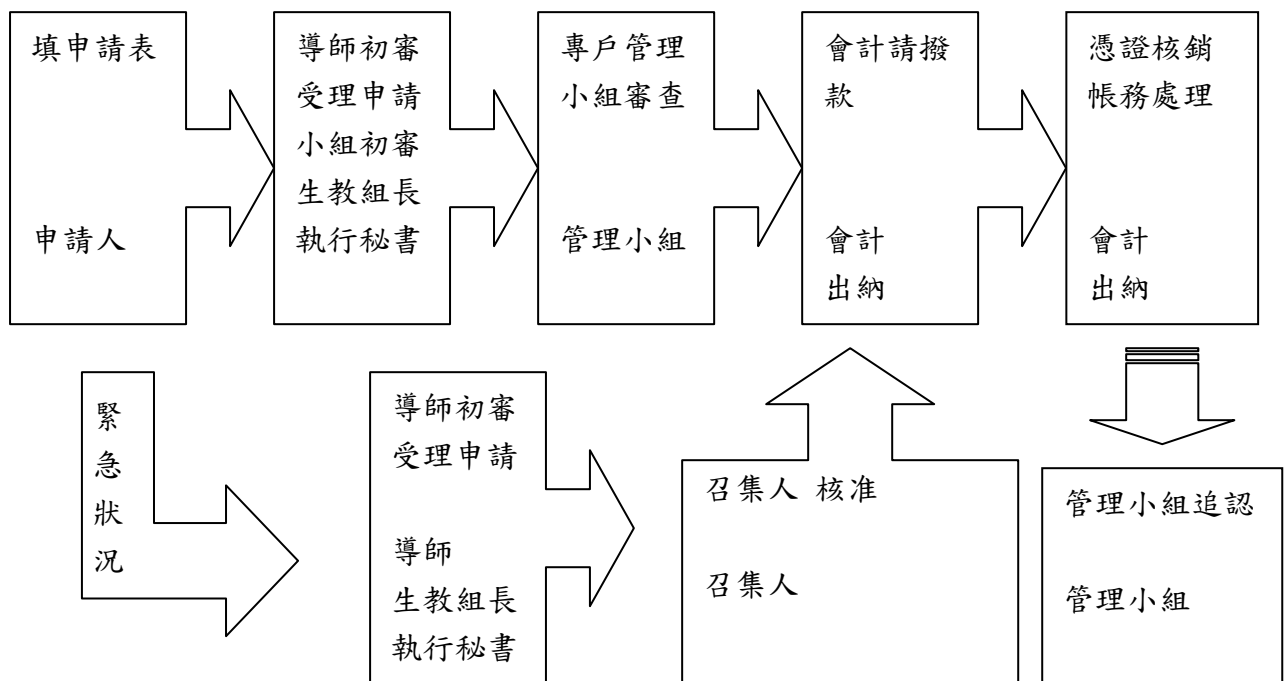 填申請表
申請人
導師初審
受理申請
小組初審
生教組長
執行秘書
專戶管理
小組審查
管理小組
會計請撥
款
會計
出納
憑證核銷
帳務處理
會計
出納
緊
急
狀
況
導師初審
受理申請
導師
生教組長
執行秘書
召集人 核准
召集人
管理小組追認
管理小組